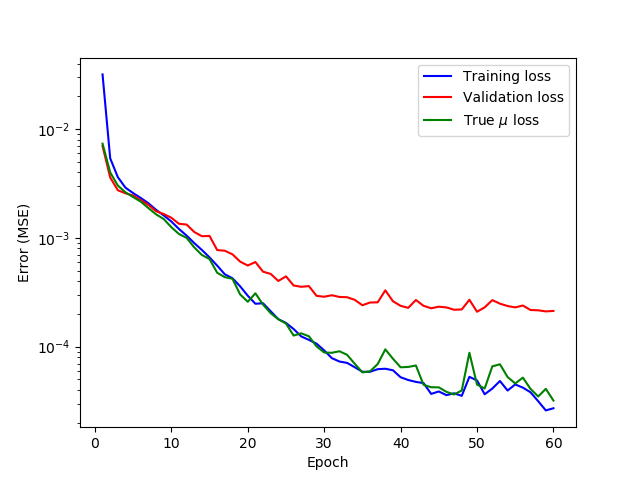 Training loss
Validation loss
True μ loss
10⁻²
10⁻³
10⁻⁴
Error (MSE)
0 10 20 30 40 50 60
Epoch